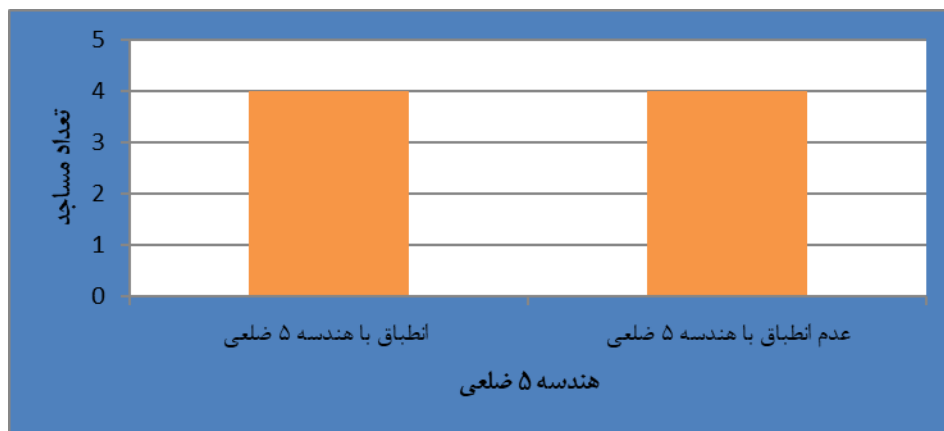 5
4
3
2
1
0
تعداد مساجد
انطباق با هندسه ۵ ضلعی
عدم انطباق با هندسه ۵ ضلعی
هندسه ۵ ضلعی